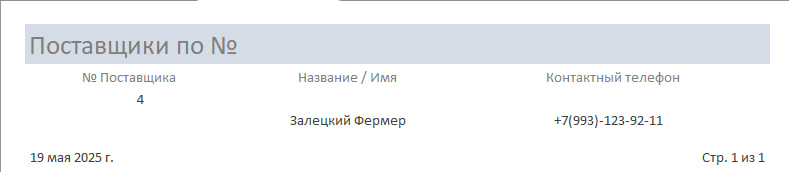 Поставщики по №
№ Поставщика Название / Имя Контактный телефон
4
Залецкий Фермер +7(993)-123-92-11
19 мая 2025 г. Стр. 1 из 1